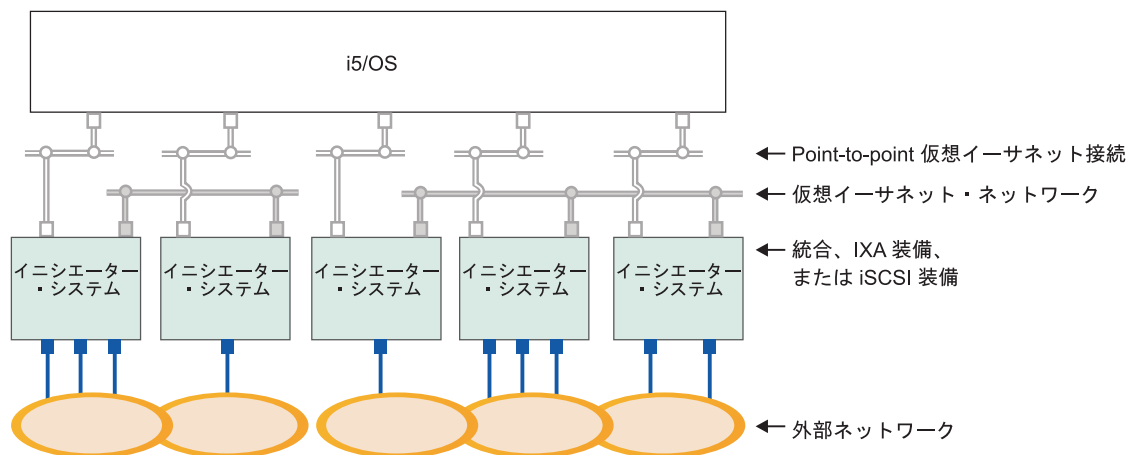 i5/OS
Point-to-point 仮想イーサネット接続
仮想イーサネット・ネットワーク
統合、IXA 装備、
または iSCSI 装備
イニシエーター
・システム
イニシエーター
・システム
イニシエーター
・システム
イニシエーター
・システム
イニシエーター
・システム
外部ネットワーク